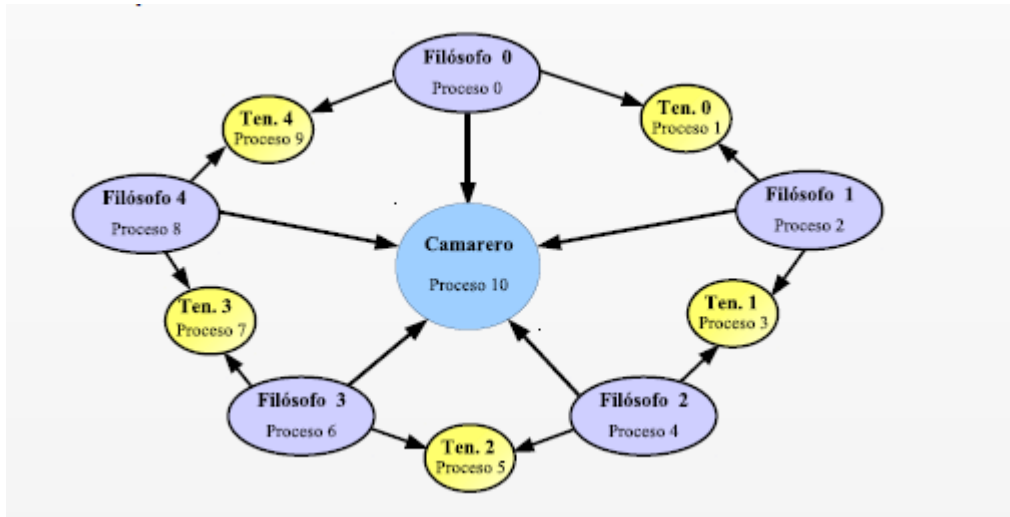 Filósofo 0
Proceso 0
Ten. 4
Proceso 9
Ten. 0
Proceso 1
Filósofo 4
Proceso 8
Filósofo 1
Proceso 2
Camarero
Proceso 10
Ten. 3
Proceso 7
Ten. 1
Proceso 3
Filósofo 3
Proceso 6
Filósofo 2
Proceso 4
Ten. 2
Proceso 5